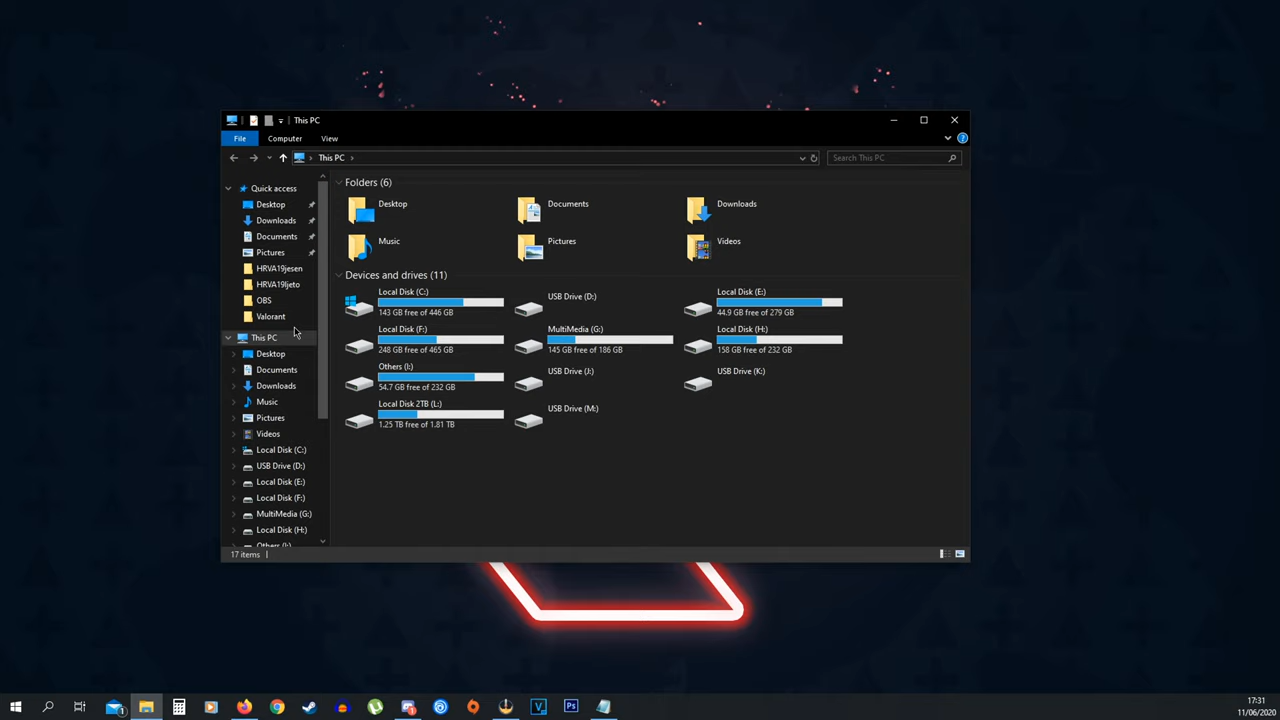 This PC
File Computer View
This PC
Search This PC
Quick access
Desktop
Downloads
Documents
Pictures
HRVA19jesen
HRVA19ljeto
OBS
Valorant
This PC
Desktop
Documents
Downloads
Music
Pictures
Videos
Local Disk (C:)
USB Drive (D:)
Local Disk (E:)
Local Disk (F:)
MultiMedia (G:)
Local Disk (H:)
Others (I:)
Folders (6)
Desktop
Documents
Downloads
Music
Pictures
Videos
Devices and drives (11)
Local Disk (C:)
143 GB free of 446 GB
USB Drive (D:)
Local Disk (E:)
44.9 GB free of 279 GB
Local Disk (F:)
248 GB free of 465 GB
MultiMedia (G:)
145 GB free of 186 GB
Local Disk (H:)
158 GB free of 232 GB
Others (I:)
54.7 GB free of 232 GB
USB Drive (J:)
USB Drive (K:)
Local Disk 2TB (L:)
1.25 TB free of 1.81 TB
USB Drive (M:)
17 items
17:31
11/06/2020